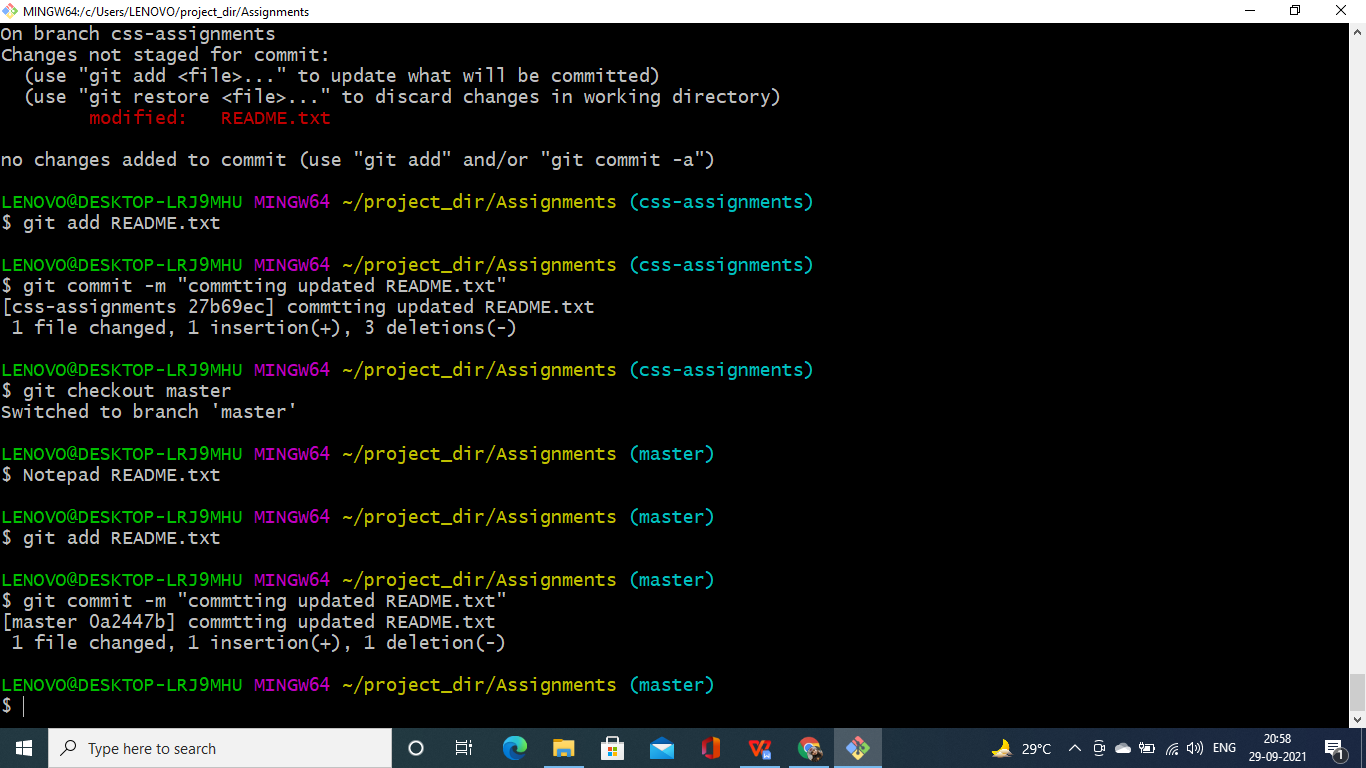 MINGW64:/c/Users/LENOVO/project_dir/Assignments
On branch css-assignments
Changes not staged for commit:
  (use "git add <file>..." to update what will be committed)
  (use "git restore <file>..." to discard changes in working directory)
        modified:   README.txt
no changes added to commit (use "git add" and/or "git commit -a")
LENOVO@DESKTOP-LRJ9MHU MINGW64 ~/project_dir/Assignments (css-assignments)
$ git add README.txt
LENOVO@DESKTOP-LRJ9MHU MINGW64 ~/project_dir/Assignments (css-assignments)
$ git commit -m "commtting updated README.txt"
[css-assignments 27b69ec] commtting updated README.txt
 1 file changed, 1 insertion(+), 3 deletions(-)
LENOVO@DESKTOP-LRJ9MHU MINGW64 ~/project_dir/Assignments (css-assignments)
$ git checkout master
Switched to branch 'master'
LENOVO@DESKTOP-LRJ9MHU MINGW64 ~/project_dir/Assignments (master)
$ Notepad README.txt
LENOVO@DESKTOP-LRJ9MHU MINGW64 ~/project_dir/Assignments (master)
$ git add README.txt
LENOVO@DESKTOP-LRJ9MHU MINGW64 ~/project_dir/Assignments (master)
$ git commit -m "commtting updated README.txt"
[master 0a2447b] commtting updated README.txt
 1 file changed, 1 insertion(+), 1 deletion(-)
LENOVO@DESKTOP-LRJ9MHU MINGW64 ~/project_dir/Assignments (master)
$
Type here to search
29°C
ENG
20:58
29-09-2021
1